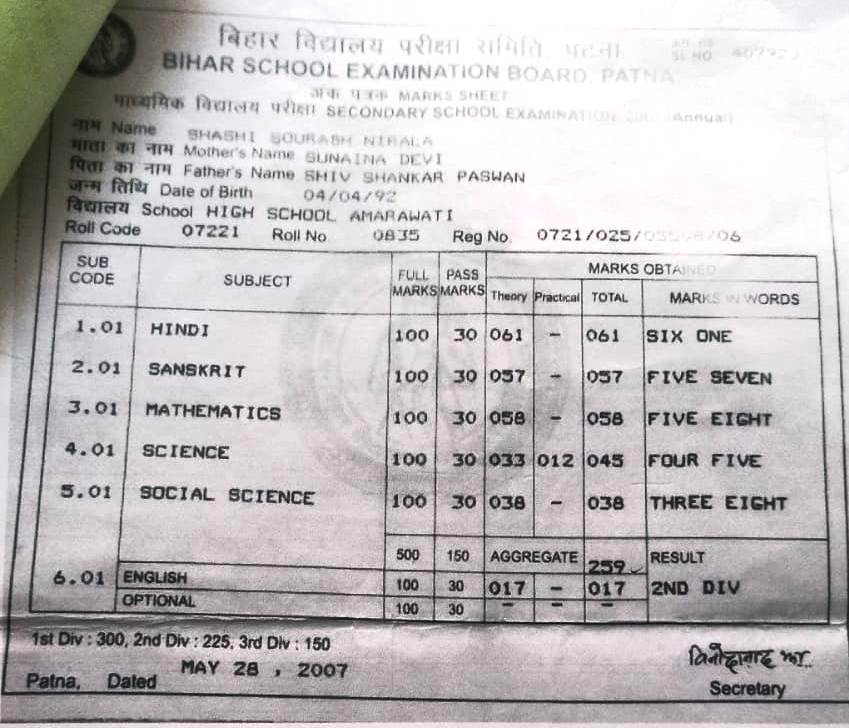 बिहार विद्यालय परीक्षा समिति, पटना
BIHAR SCHOOL EXAMINATION BOARD, PATNA
SL NO
अंक पत्रक MARKS SHEET
माध्यमिक विद्यालय परीक्षा SECONDARY SCHOOL EXAMINATION (Annual)
नाम Name SHASHI SOURABH NIRALA
माता का नाम Mother's Name SUNAINA DEVI
पिता का नाम Father's Name SHIV SHANKAR PASWAN
जन्म तिथि Date of Birth 04/04/92
विद्यालय School HIGH SCHOOL AMARAWATI
Roll Code 07221 Roll No 0835 Reg No. 0721/025/
SUB CODE SUBJECT FULL MARKS PASS MARKS MARKS OBTAINED
Theory Practical TOTAL MARKS IN WORDS
1.01 HINDI 100 30 061 - 061 SIX ONE
2.01 SANSKRIT 100 30 057 - 057 FIVE SEVEN
3.01 MATHEMATICS 100 30 058 - 058 FIVE EIGHT
4.01 SCIENCE 100 30 033 012 045 FOUR FIVE
5.01 SOCIAL SCIENCE 100 30 038 - 038 THREE EIGHT
500 150 AGGREGATE 259 RESULT
6.01 ENGLISH 100 30 017 - 017 2ND DIV
OPTIONAL 100 30 - - -
1st Div : 300, 2nd Div : 225, 3rd Div : 150
Patna, Dated MAY 28 , 2007
Secretary